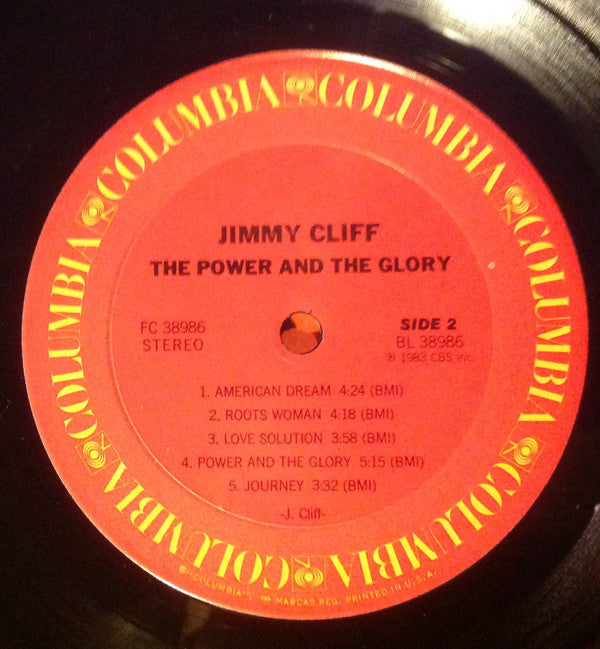 COLUMBIA COLUMBIA COLUMBIA COLUMBIA COLUMBIA COLUMBIA COLUMBIA COLUMBIA
JIMMY CLIFF
THE POWER AND THE GLORY
FC 38986
STEREO
SIDE 2
BL 38986
℗ 1983 CBS Inc.
1. AMERICAN DREAM 4:24 (BMI)
2. ROOTS WOMAN 4:18 (BMI)
3. LOVE SOLUTION 3:58 (BMI)
4. POWER AND THE GLORY 5:15 (BMI)
5. JOURNEY 3:32 (BMI)
-J. Cliff-
"COLUMBIA", MARCAS REG. PRINTED IN U.S.A.